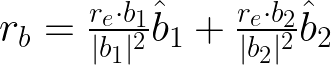 r_b = \frac{r_e \cdot b_1}{|b_1|^2} \hat{b}_1 + \frac{r_e \cdot b_2}{|b_2|^2} \hat{b}_2